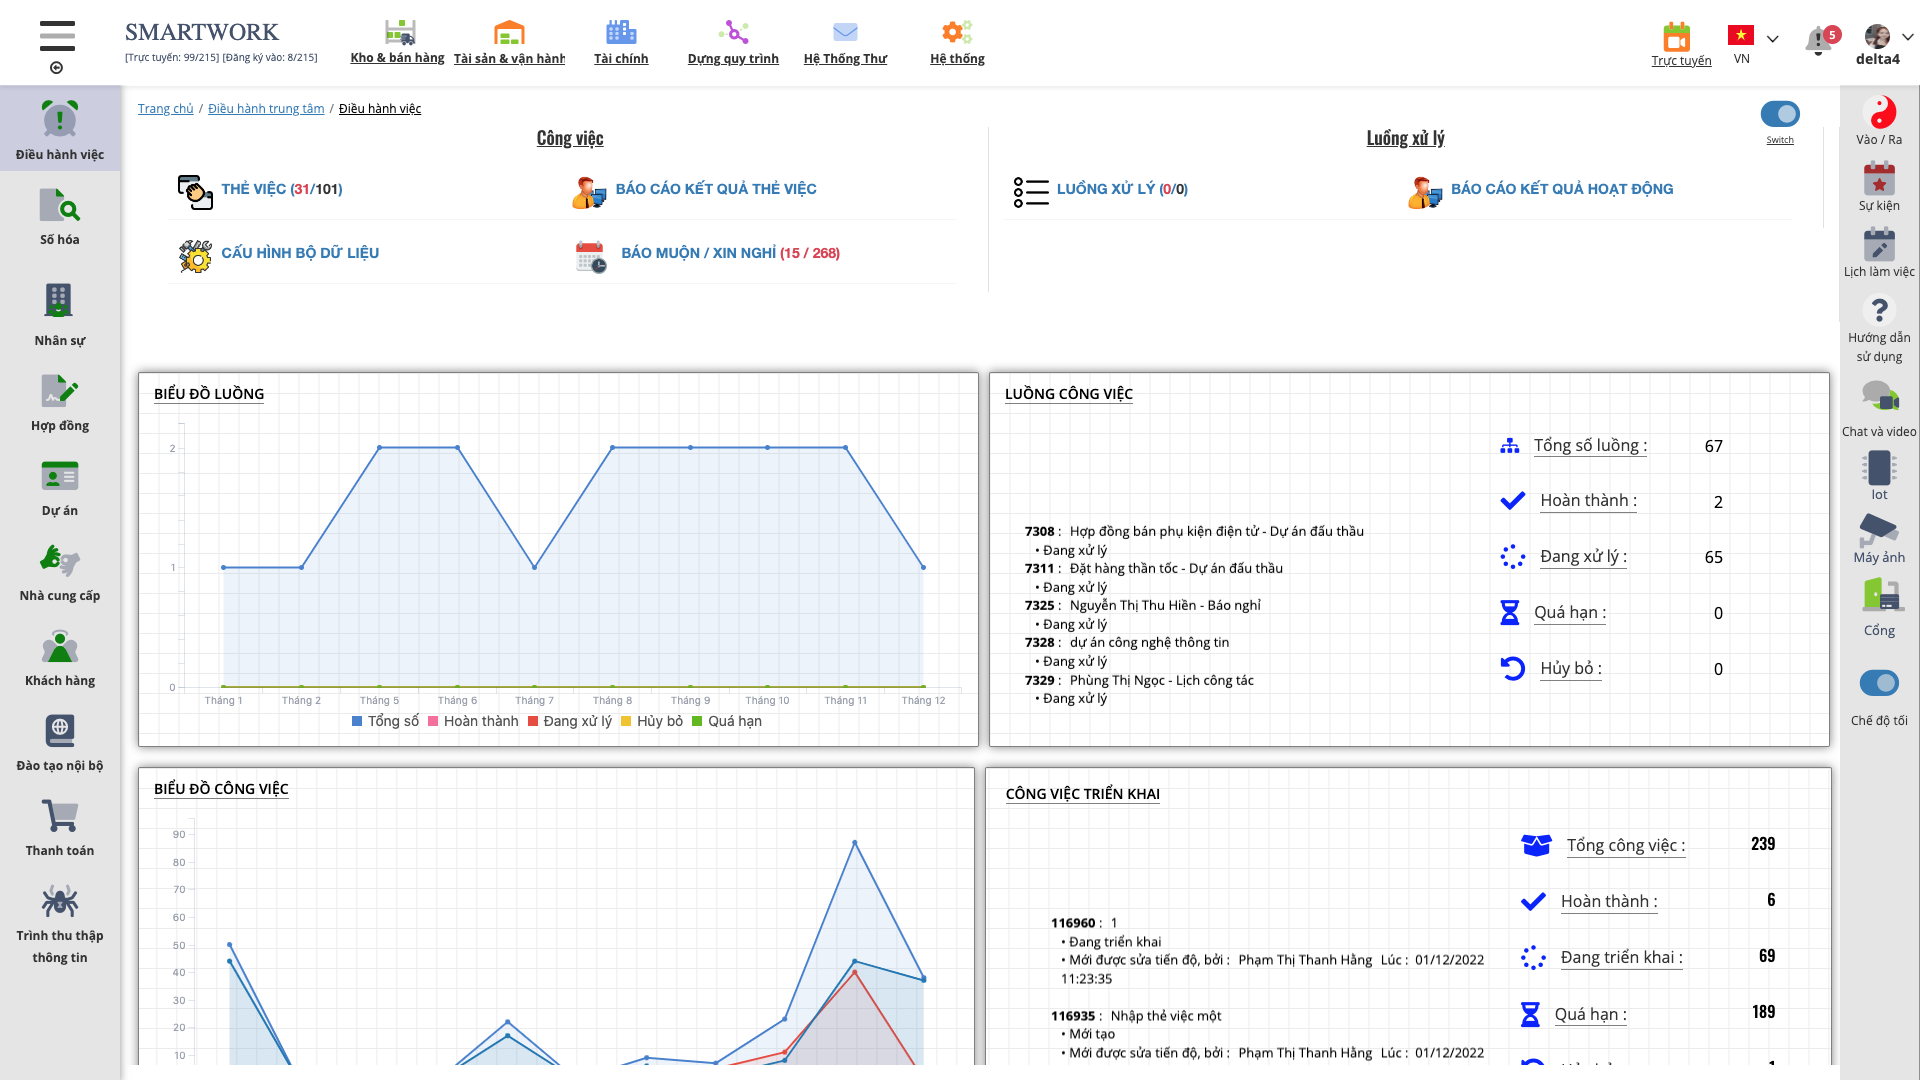 SMARTWORK
[Trực tuyến: 99/215] [Đăng ký vào: 8/215]
Kho & bán hàng
Tài sản & vận hành
Tài chính
Dựng quy trình
Hệ Thống Thư
Hệ thống
Trực tuyến
VN
5
delta4
Trang chủ / Điều hành trung tâm / Điều hành việc
Điều hành việc
Số hóa
Nhân sự
Hợp đồng
Dự án
Nhà cung cấp
Khách hàng
Đào tạo nội bộ
Thanh toán
Trình thu thập
thông tin
Công việc
THẺ VIỆC (31/101)
BÁO CÁO KẾT QUẢ THẺ VIỆC
CẤU HÌNH BỘ DỮ LIỆU
BÁO MUỘN / XIN NGHỈ (15 / 268)
Luồng xử lý
Switch
LUỒNG XỬ LÝ (0/0)
BÁO CÁO KẾT QUẢ HOẠT ĐỘNG
BIỂU ĐỒ LUỒNG
2
1
0
Tháng 1
Tháng 2
Tháng 5
Tháng 6
Tháng 7
Tháng 8
Tháng 9
Tháng 10
Tháng 11
Tháng 12
Tổng số
Hoàn thành
Đang xử lý
Hủy bỏ
Quá hạn
LUỒNG CÔNG VIỆC
7308 : Hợp đồng bán phụ kiện điện tử - Dự án đấu thầu
• Đang xử lý
7311 : Đặt hàng thần tốc - Dự án đấu thầu
• Đang xử lý
7325 : Nguyễn Thị Thu Hiền - Báo nghỉ
• Đang xử lý
7328 : dự án công nghệ thông tin
• Đang xử lý
7329 : Phùng Thị Ngọc - Lịch công tác
• Đang xử lý
Tổng số luồng : 67
Hoàn thành : 2
Đang xử lý : 65
Quá hạn : 0
Hủy bỏ : 0
BIỂU ĐỒ CÔNG VIỆC
90
80
70
60
50
40
30
20
10
CÔNG VIỆC TRIỂN KHAI
116960 : 1
• Đang triển khai
• Mới được sửa tiến độ, bởi : Phạm Thị Thanh Hằng Lúc : 01/12/2022
11:23:35
116935 : Nhập thẻ việc một
• Mới tạo
• Mới được sửa tiến độ, bởi : Phạm Thị Thanh Hằng Lúc : 01/12/2022
Tổng công việc : 239
Hoàn thành : 6
Đang triển khai : 69
Quá hạn : 189
Vào / Ra
Sự kiện
Lịch làm việc
Hướng dẫn
sử dụng
Chat và video
Iot
Máy ảnh
Cổng
Chế độ tối